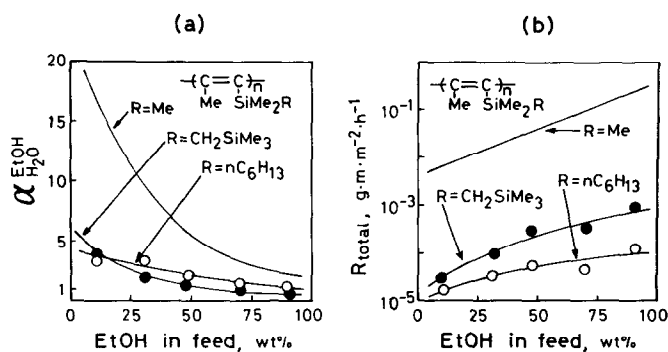 (a)
20
15
10
5
1
α EtOH H₂O
–(C=C)n–
Me SiMe2R
R=Me
R=CH2SiMe3
R=nC6H13
0 25 50 75 100
EtOH in feed, wt%
(b)
10⁻¹
10⁻³
10⁻⁵
Rtotal, g·m·m⁻²·h⁻¹
–(C=C)n–
Me SiMe2R
R=Me
R=CH2SiMe3
R=nC6H13
0 25 50 75 100
EtOH in feed, wt%